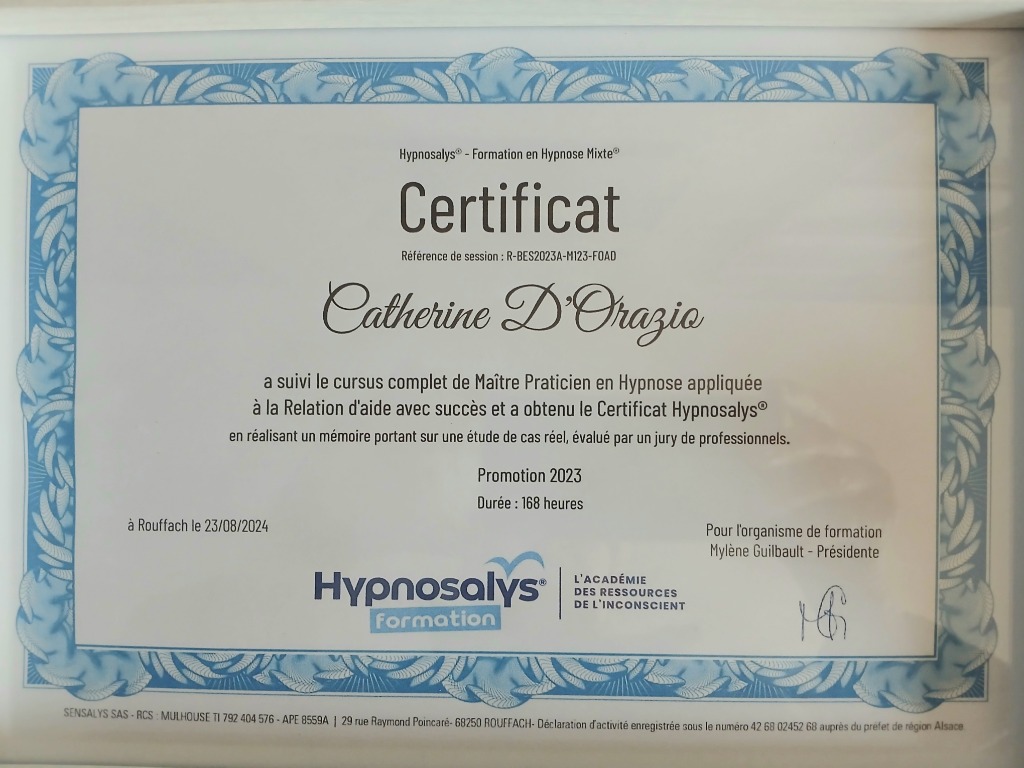 Hypnosalys® - Formation en Hypnose Mixte®
Certificat
Référence de session : R-BES2023A-M123-FOAD
Catherine D'Orazio
a suivi le cursus complet de Maître Praticien en Hypnose appliquée
à la Relation d'aide avec succès et a obtenu le Certificat Hypnosalys®
en réalisant un mémoire portant sur une étude de cas réel, évalué par un jury de professionnels.
Promotion 2023
Durée : 168 heures
à Rouffach le 23/08/2024
Pour l'organisme de formation
Mylène Guilbault - Présidente
Hypnosalys®
formation
L'ACADÉMIE
DES RESSOURCES
DE L'INCONSCIENT
SENSALYS SAS - RCS : MULHOUSE TI 792 404 576 - APE 8559A | 29 rue Raymond Poincaré- 68250 ROUFFACH- Déclaration d'activité enregistrée sous le numéro 42 68 02452 68 auprès du préfet de région Alsace